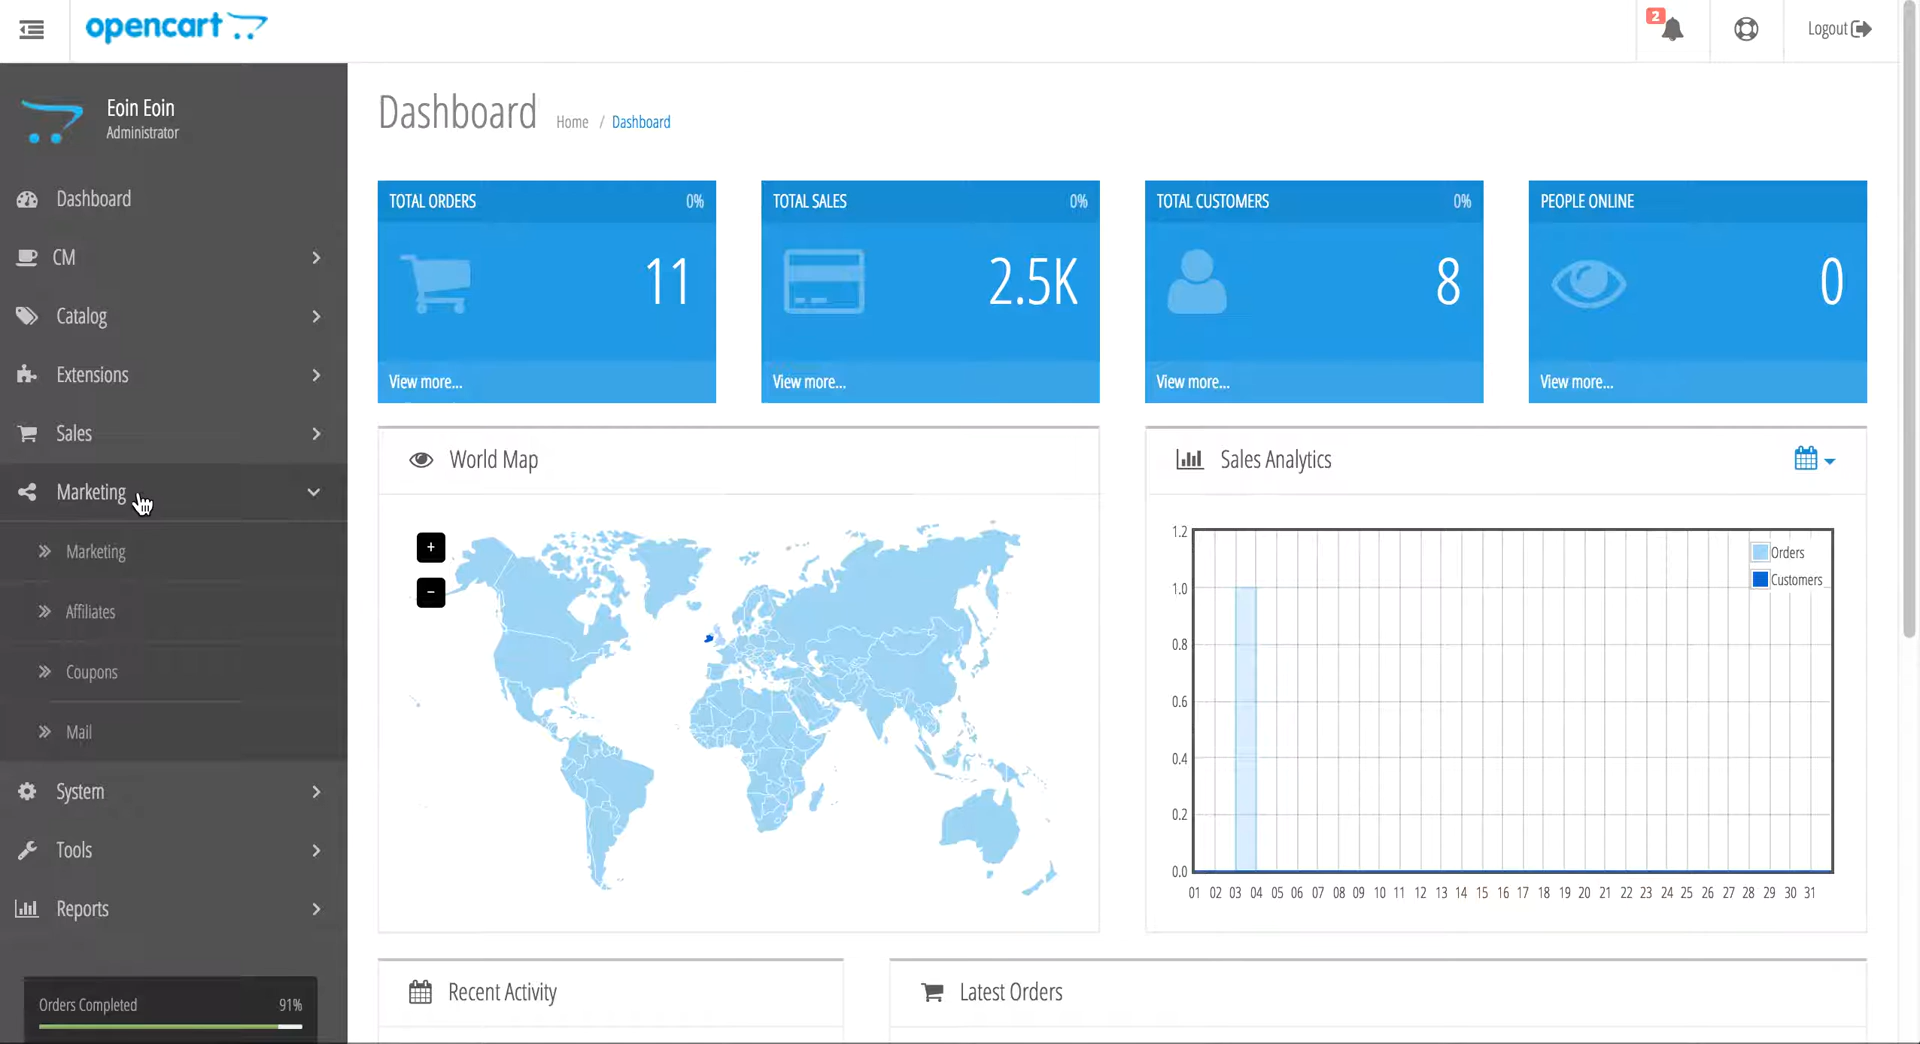 opencart
2
Logout
Eoin Eoin
Administrator
Dashboard
CM
Catalog
Extensions
Sales
Marketing
Marketing
Affiliates
Coupons
Mail
System
Tools
Reports
Orders Completed 91%
Dashboard Home / Dashboard
TOTAL ORDERS 0%
11
View more...
TOTAL SALES 0%
2.5K
View more...
TOTAL CUSTOMERS 0%
8
View more...
PEOPLE ONLINE
0
View more...
World Map
+
-
Sales Analytics
Orders
Customers
1.2
1.0
0.8
0.6
0.4
0.2
0.0
01 02 03 04 05 06 07 08 09 10 11 12 13 14 15 16 17 18 19 20 21 22 23 24 25 26 27 28 29 30 31
Recent Activity
Latest Orders